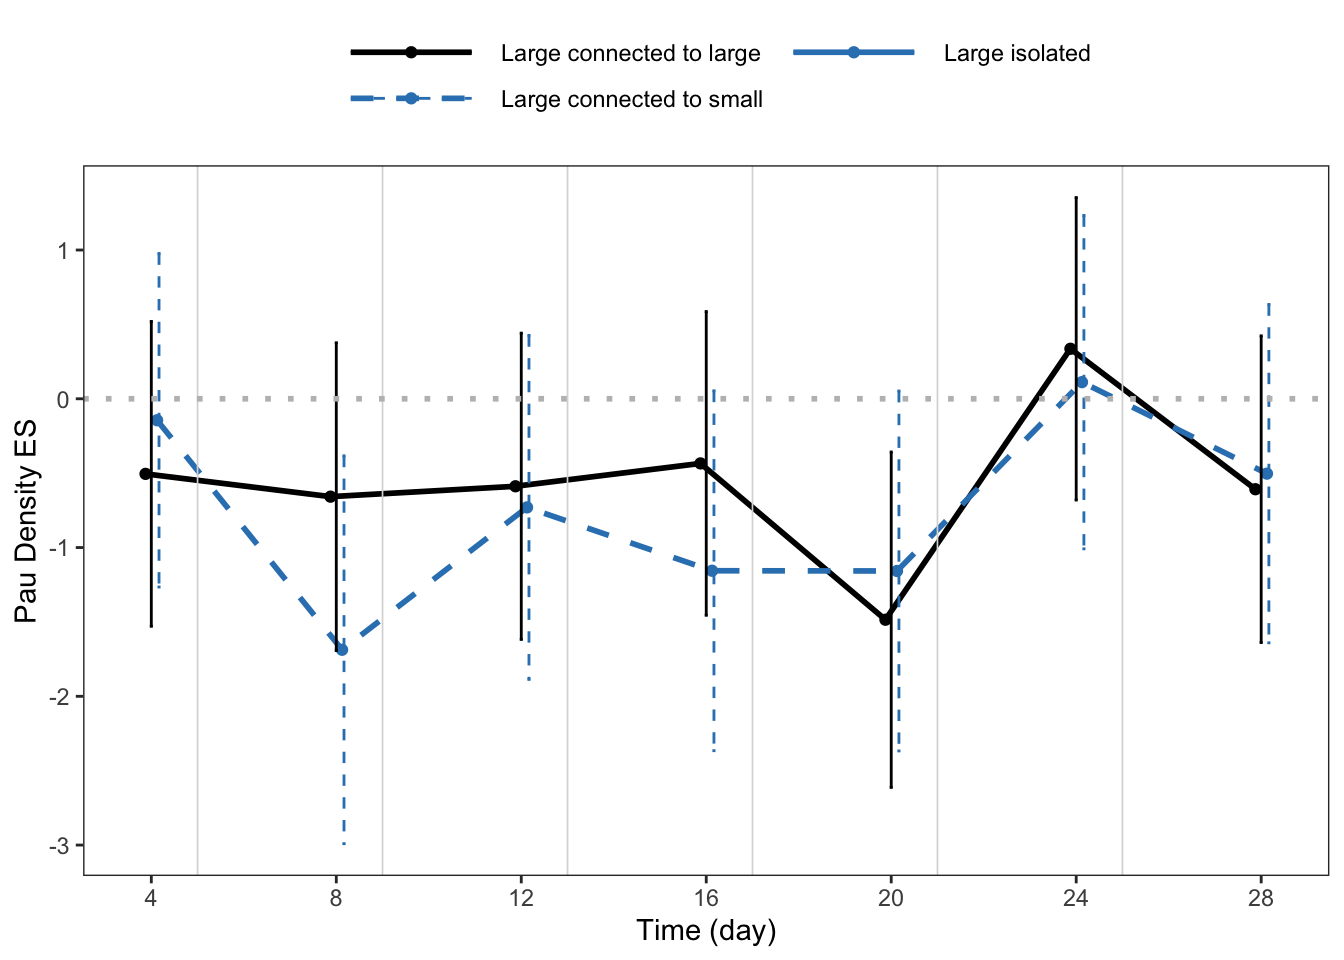 Large connected to large Large isolated
Large connected to small
Pau Density ES
1
0
-1
-2
-3
4 8 12 16 20 24 28
Time (day)